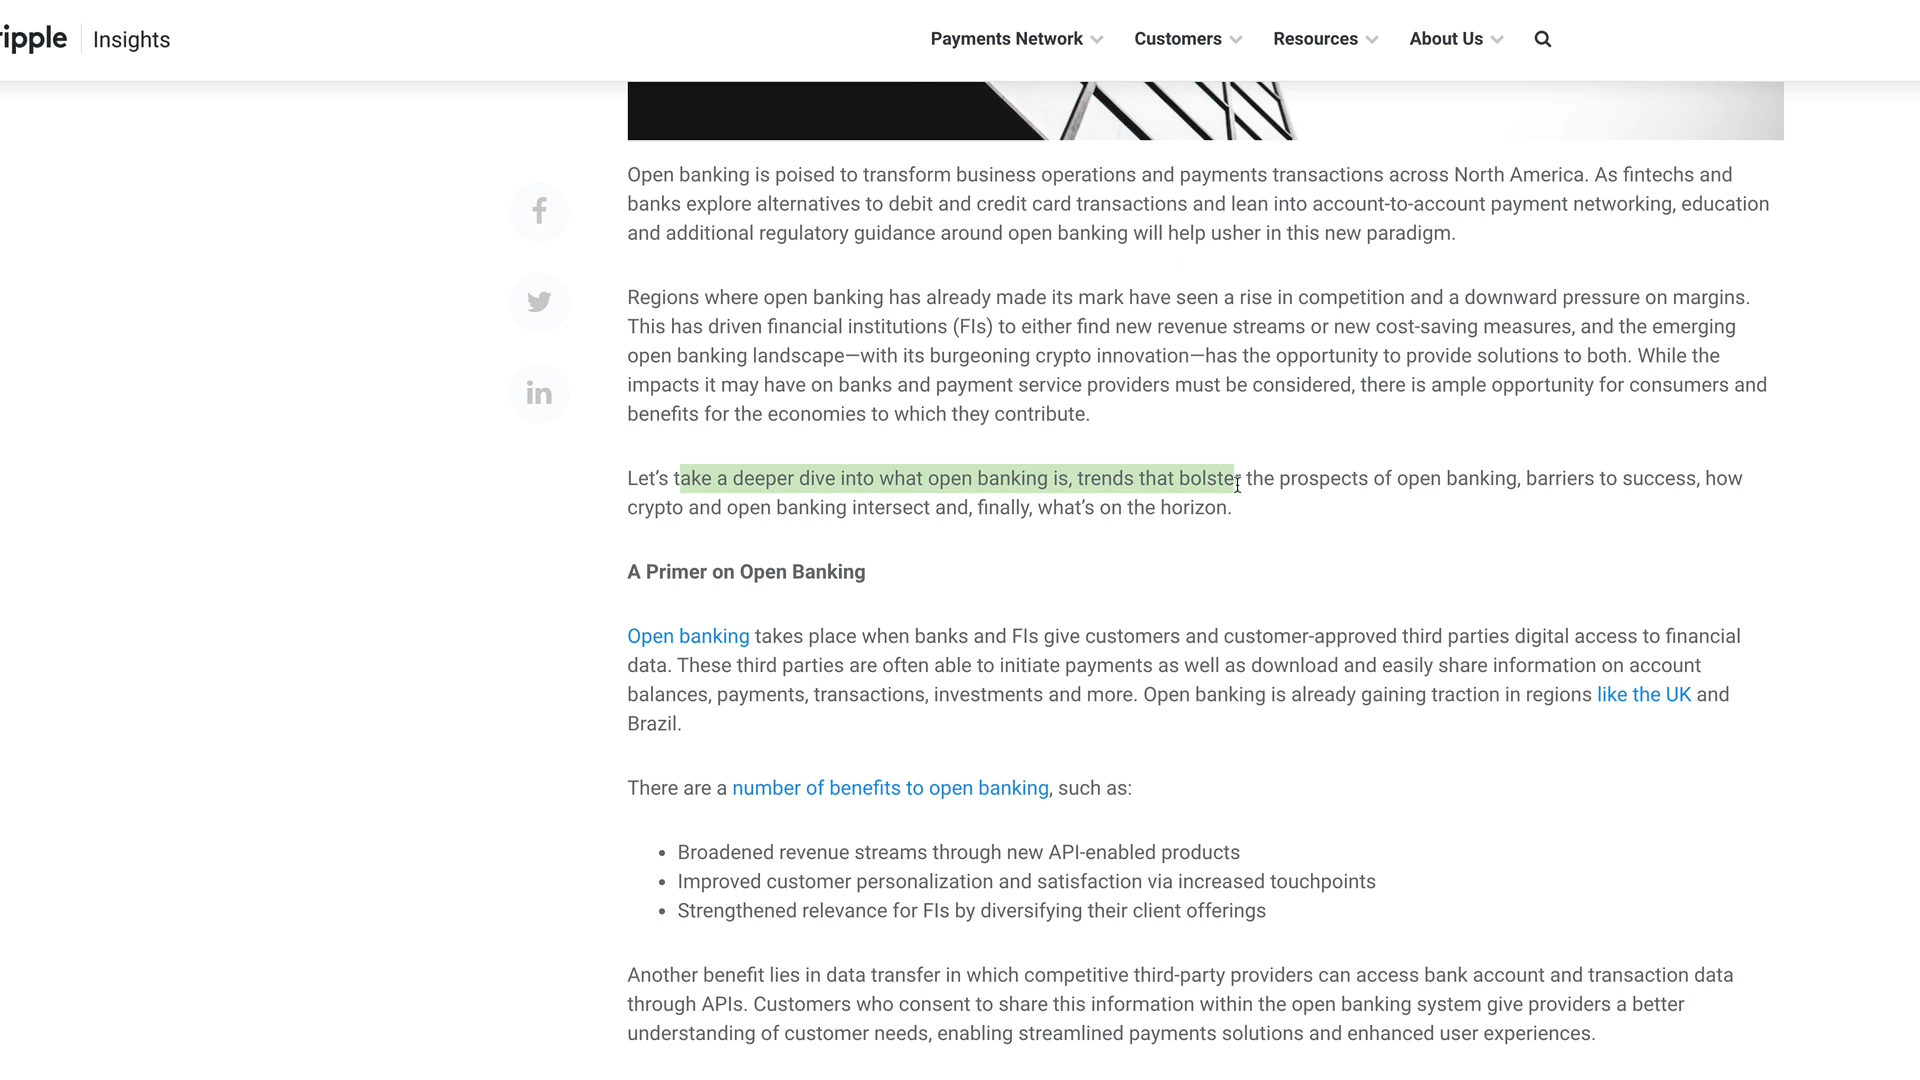 ripple | Insights
Payments Network
Customers
Resources
About Us
Open banking is poised to transform business operations and payments transactions across North America. As fintechs and
banks explore alternatives to debit and credit card transactions and lean into account-to-account payment networking, education
and additional regulatory guidance around open banking will help usher in this new paradigm.
Regions where open banking has already made its mark have seen a rise in competition and a downward pressure on margins.
This has driven financial institutions (FIs) to either find new revenue streams or new cost-saving measures, and the emerging
open banking landscape—with its burgeoning crypto innovation—has the opportunity to provide solutions to both. While the
impacts it may have on banks and payment service providers must be considered, there is ample opportunity for consumers and
benefits for the economies to which they contribute.
Let’s take a deeper dive into what open banking is, trends that bolster the prospects of open banking, barriers to success, how
crypto and open banking intersect and, finally, what’s on the horizon.
A Primer on Open Banking
Open banking takes place when banks and FIs give customers and customer-approved third parties digital access to financial
data. These third parties are often able to initiate payments as well as download and easily share information on account
balances, payments, transactions, investments and more. Open banking is already gaining traction in regions like the UK and
Brazil.
There are a number of benefits to open banking, such as:
• Broadened revenue streams through new API-enabled products
• Improved customer personalization and satisfaction via increased touchpoints
• Strengthened relevance for FIs by diversifying their client offerings
Another benefit lies in data transfer in which competitive third-party providers can access bank account and transaction data
through APIs. Customers who consent to share this information within the open banking system give providers a better
understanding of customer needs, enabling streamlined payments solutions and enhanced user experiences.